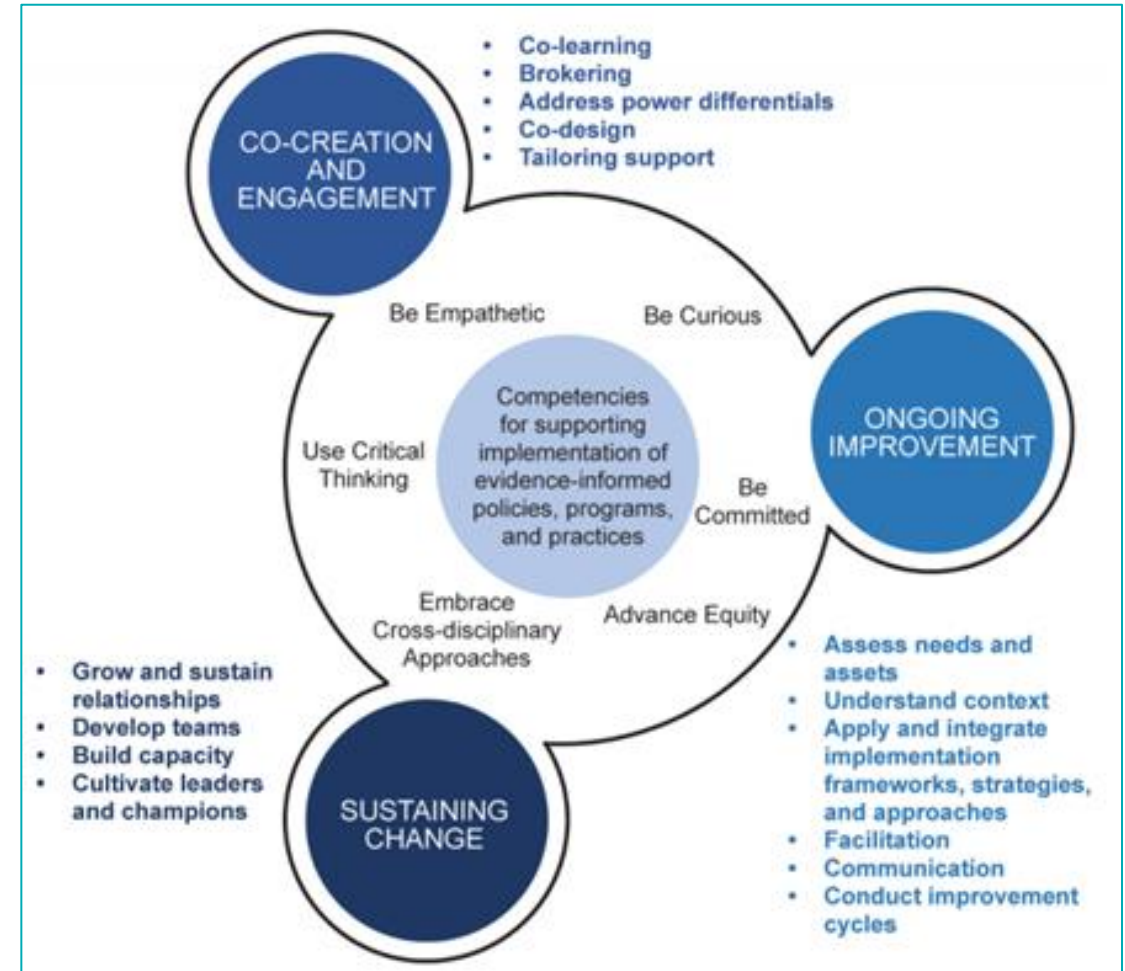 CO-CREATION
AND
ENGAGEMENT
• Co-learning
• Brokering
• Address power differentials
• Co-design
• Tailoring support
Be Empathetic
Be Curious
Competencies
for supporting
implementation of
evidence-informed
policies, programs,
and practices
ONGOING
IMPROVEMENT
Use Critical
Thinking
Be
Committed
Embrace
Cross-disciplinary
Approaches
Advance Equity
• Assess needs and
assets
• Understand context
• Apply and integrate
implementation
frameworks, strategies,
and approaches
• Facilitation
• Communication
• Conduct improvement
cycles
• Grow and sustain
relationships
• Develop teams
• Build capacity
• Cultivate leaders
and champions
SUSTAINING
CHANGE